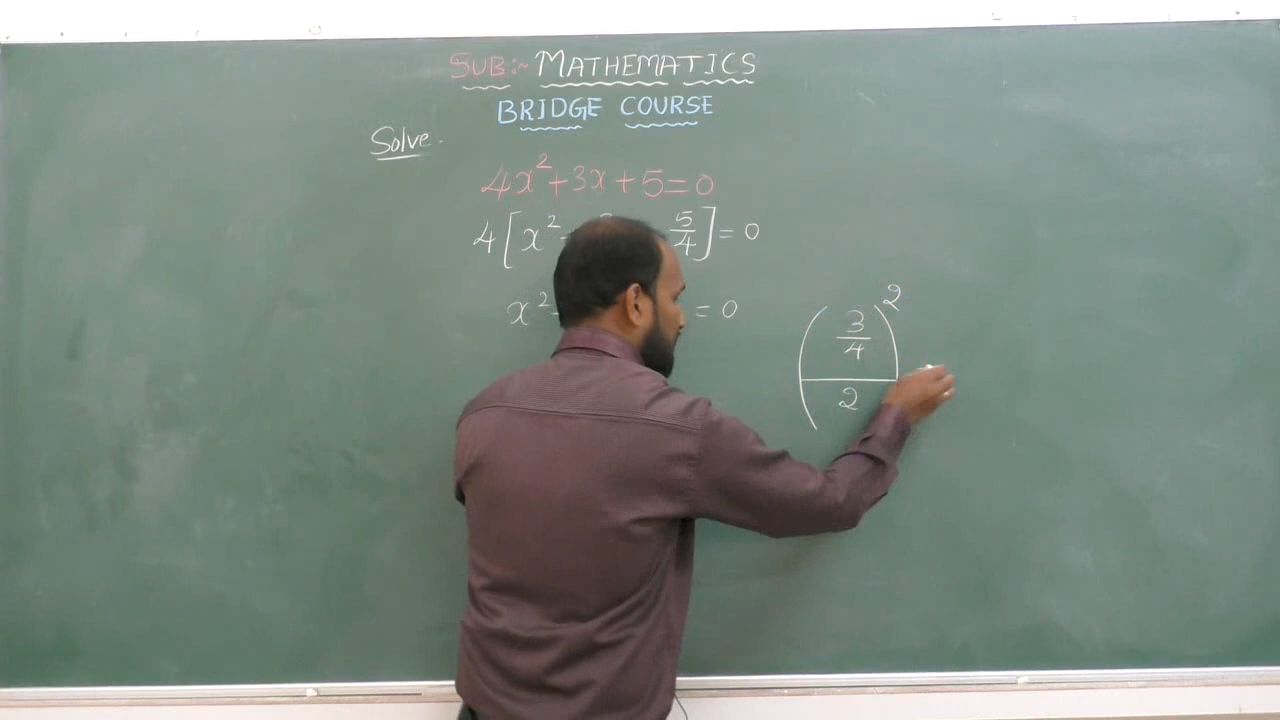 SUB:- MATHEMATICS
BRIDGE COURSE
Solve.
4x²+3x+5=0
4[x² 5/4]=0
x² =0
(3/4 / 2)²